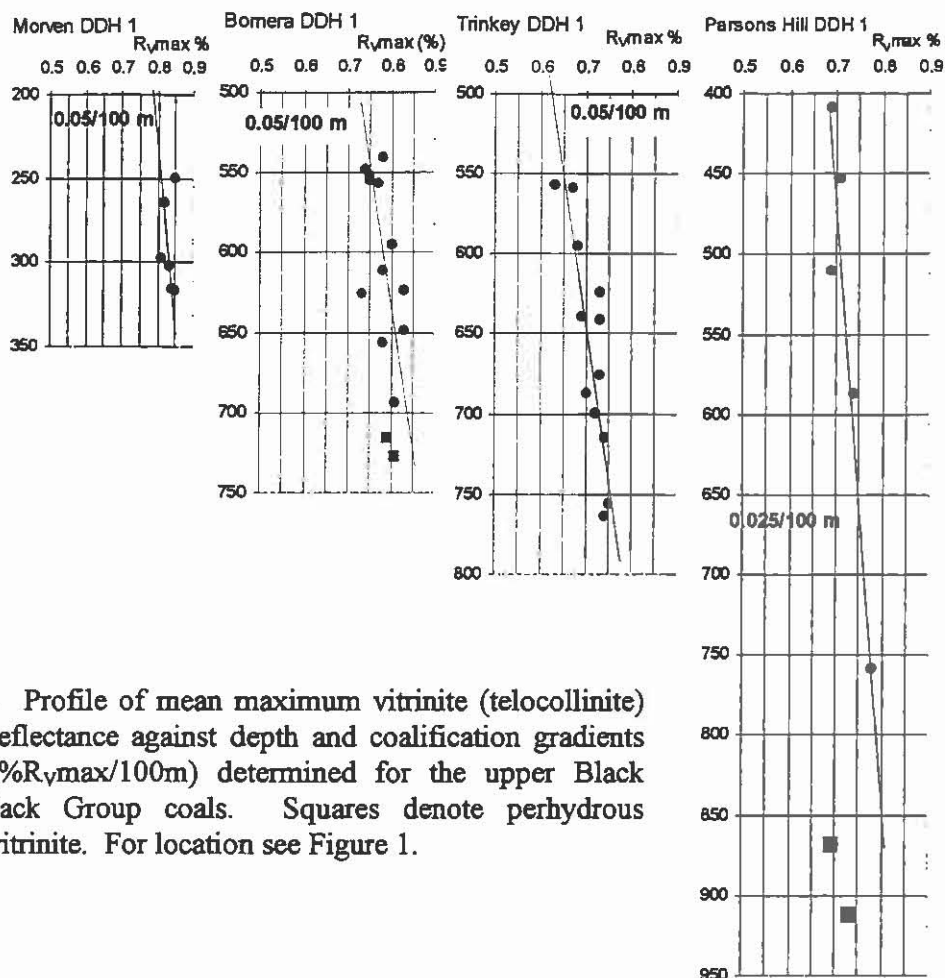 Morven DDH 1
Rvmax %
0.5 0.6 0.7 0.8 0.9
200
0.05/100 m
250
300
350
Bomera DDH 1
Rvmax (%)
0.5 0.6 0.7 0.8 0.9
500
0.05/100 m
550
600
650
700
750
Trinkey DDH 1
Rvmax %
0.5 0.6 0.7 0.8 0.9
500
0.05/100 m
550
600
650
700
750
800
Parsons Hill DDH 1
Rvmax %
0.5 0.6 0.7 0.8 0.9
400
450
500
550
600
650
0.025/100 m
700
750
800
850
900
950
Profile of mean maximum vitrinite (telocollinite)
eflectance against depth and coalification gradients
%Rvmax/100m) determined for the upper Black
ack Group coals. Squares denote perhydrous
itrinite. For location see Figure 1.